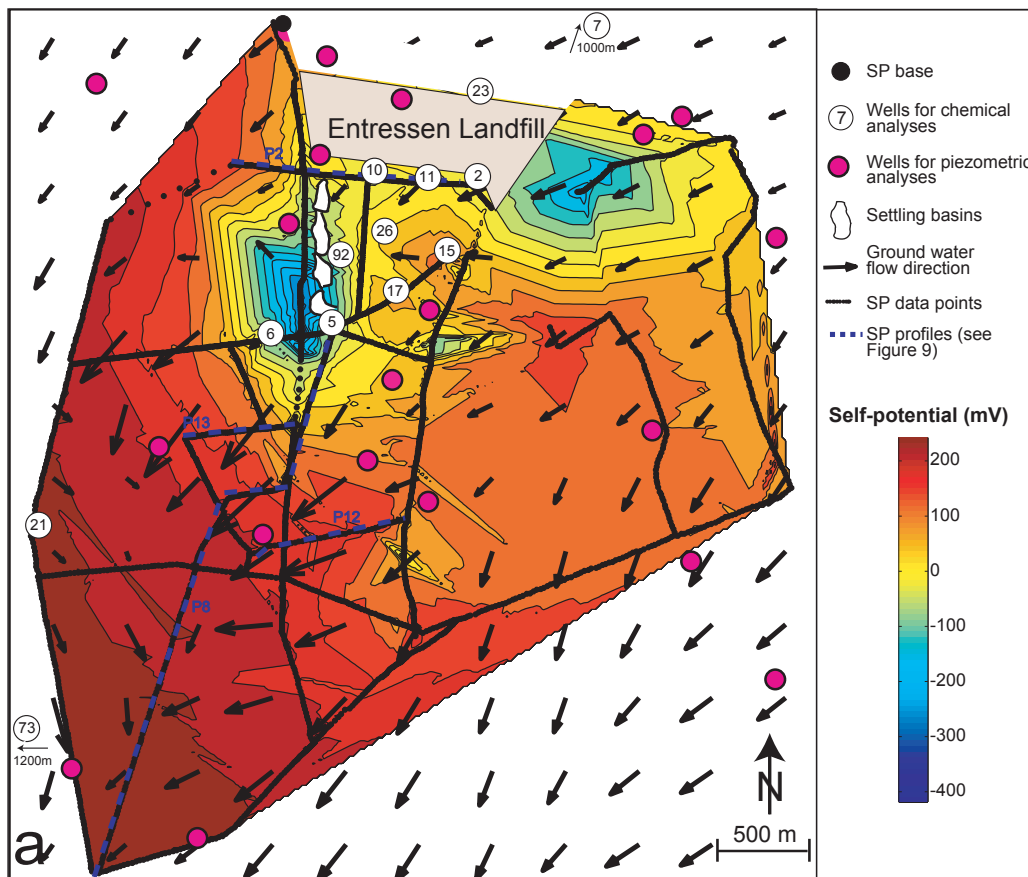 7
1000m
23
Entressen Landfill
P2
10
11
2
26
92
15
17
5
6
P13
21
P12
P8
73
1200m
N
500 m
a
SP base
7
Wells for chemical
analyses
Wells for piezometric
analyses
Settling basins
Ground water
flow direction
SP data points
SP profiles (see
Figure 9)
Self-potential (mV)
200
100
0
-100
-200
-300
-400